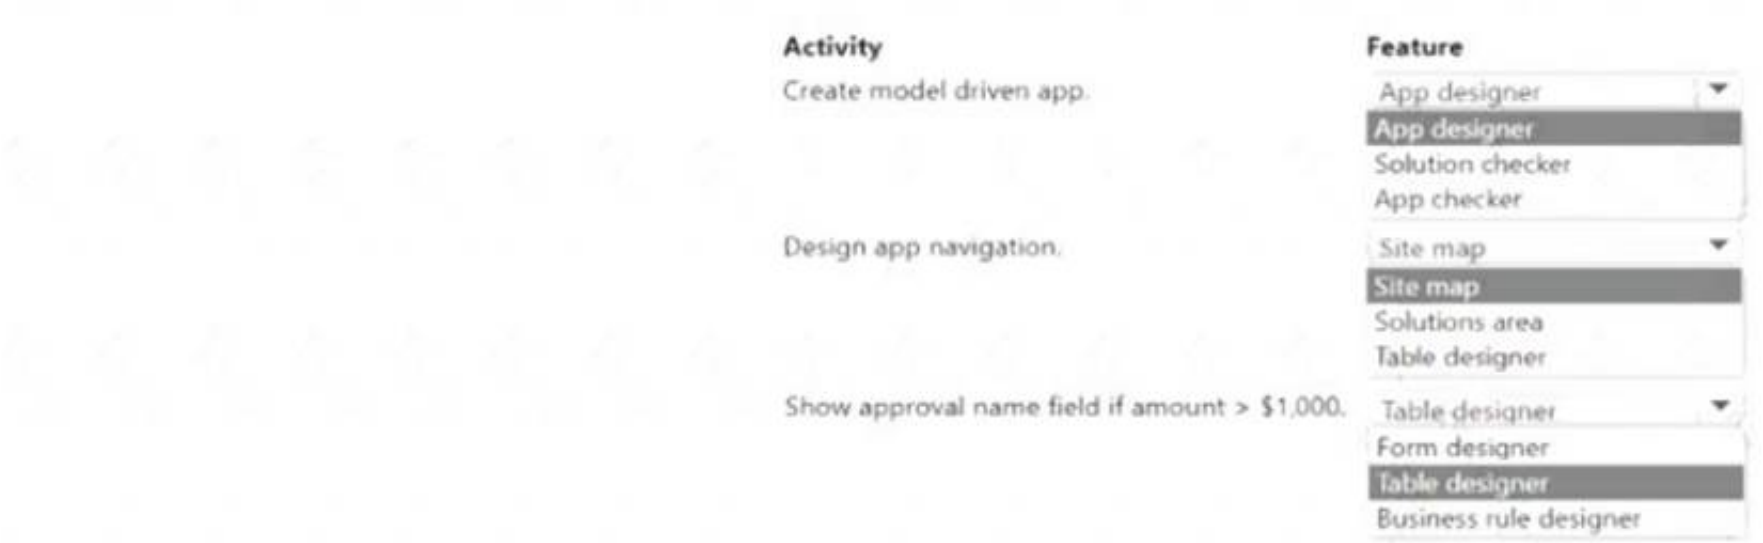 Activity Feature
Create model driven app. App designer
App designer
Solution checker
App checker
Design app navigation. Site map
Site map
Solutions area
Table designer
Show approval name field if amount > $1,000. Table designer
Form designer
Table designer
Business rule designer